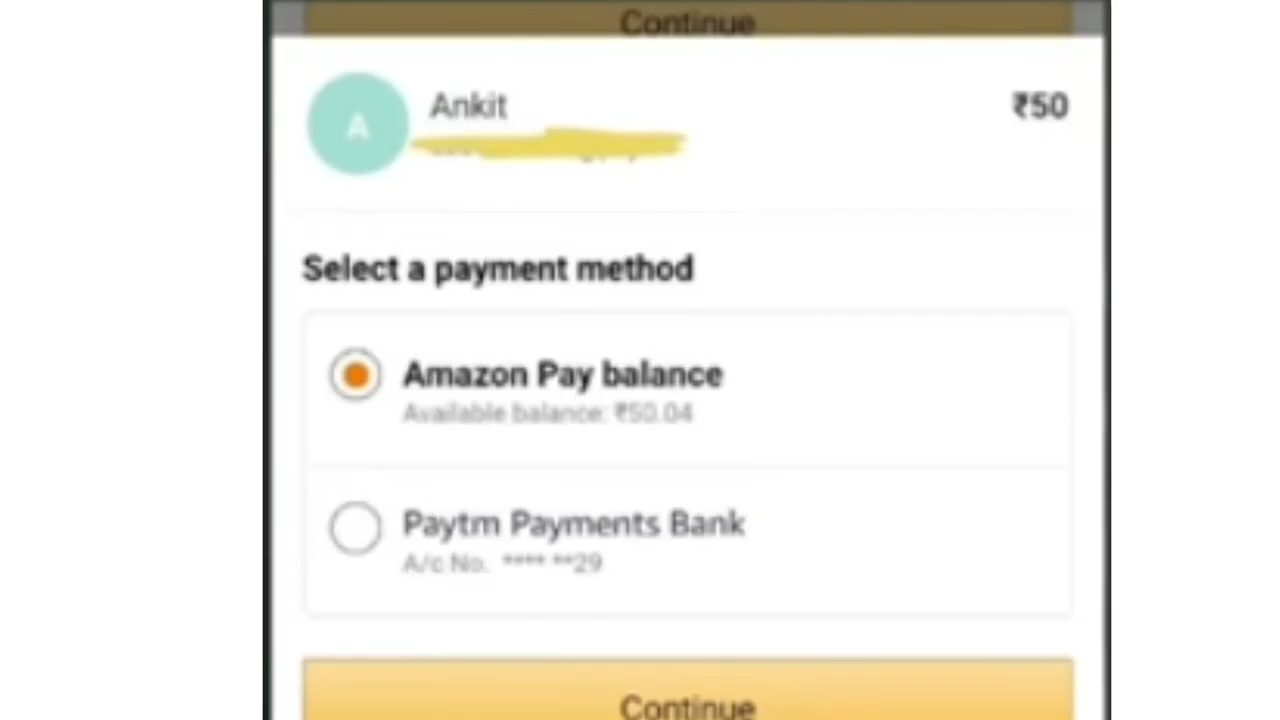 Continue
A
Ankit
₹50
Select a payment method
Amazon Pay balance
Available balance: ₹50.04
Paytm Payments Bank
A/c No. **** **29
Continue